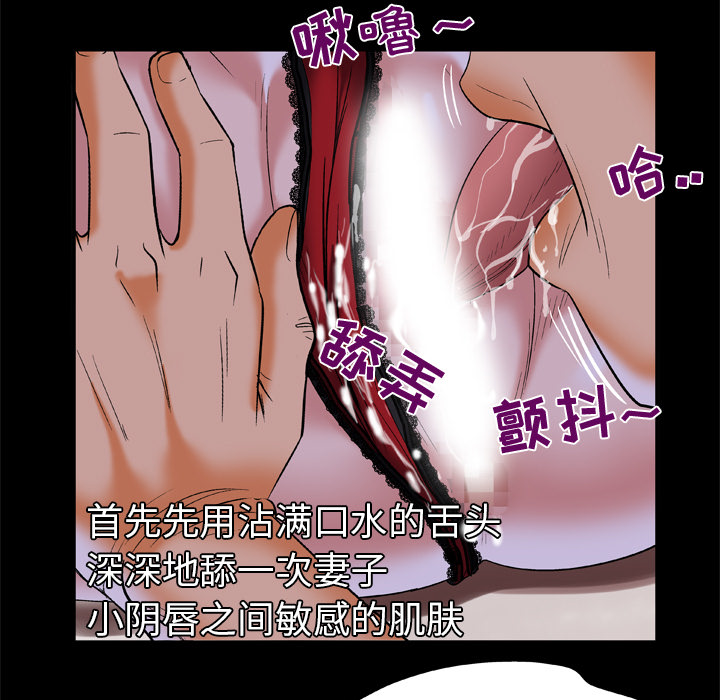 啾噜～
哈..
舔弄
颤抖～
首先先用沾满口水的舌头
深深地舔一次妻子
小阴唇之间敏感的肌肤